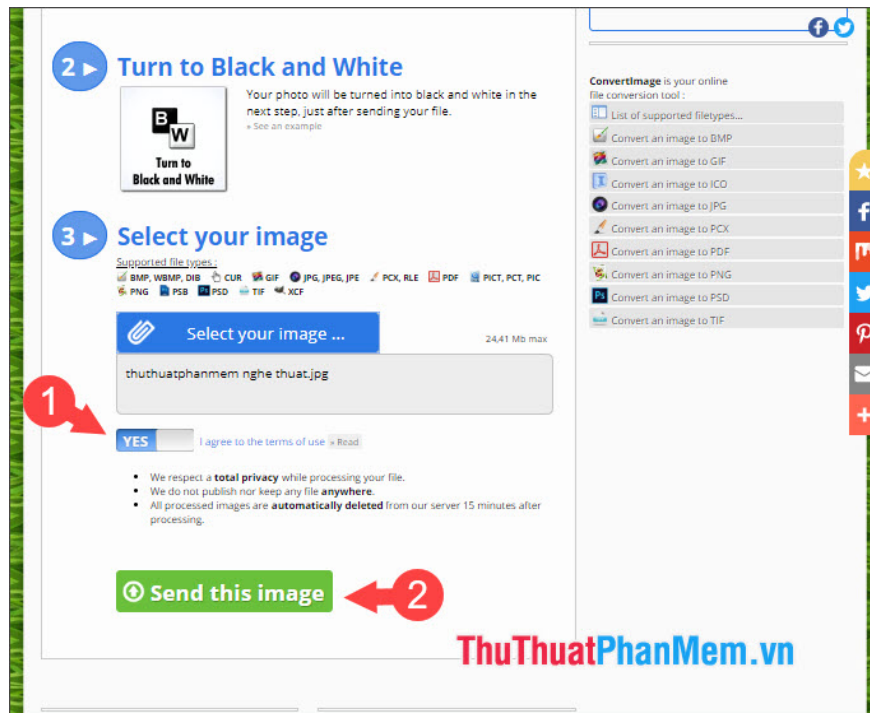 2
Turn to Black and White
B
W
Turn to
Black and White
Your photo will be turned into black and white in the
next step, just after sending your file.
» See an example
3
Select your image
Supported file types :
BMP, WBMP, DIB CUR GIF JPG, JPEG, JPE PCX, RLE PDF PICT, PCT, PIC
PNG PSB PSD TIF XCF
Select your image ...
24,41 Mb max
thuthuatphanmem nghe thuat.jpg
1
YES
I agree to the terms of use » Read
We respect a total privacy while processing your file.
We do not publish nor keep any file anywhere.
All processed images are automatically deleted from our server 15 minutes after
processing.
Send this image
2
ConvertImage is your online
file conversion tool :
List of supported filetypes...
Convert an image to BMP
Convert an image to GIF
Convert an image to ICO
Convert an image to JPG
Convert an image to PCX
Convert an image to PDF
Convert an image to PNG
Convert an image to PSD
Convert an image to TIF
ThuThuatPhanMem.vn